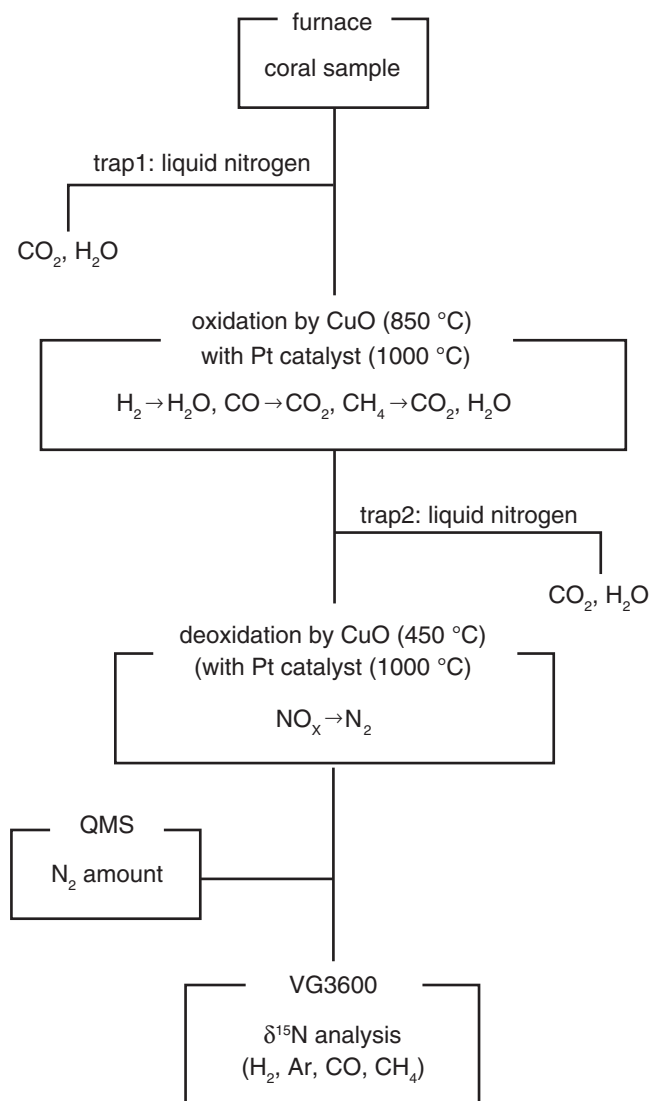 furnace
coral sample
trap1: liquid nitrogen
CO₂, H₂O
oxidation by CuO (850 °C)
with Pt catalyst (1000 °C)
H₂→H₂O, CO→CO₂, CH₄→CO₂, H₂O
trap2: liquid nitrogen
CO₂, H₂O
deoxidation by CuO (450 °C)
(with Pt catalyst (1000 °C)
NOₓ→N₂
QMS
N₂ amount
VG3600
δ¹⁵N analysis
(H₂, Ar, CO, CH₄)